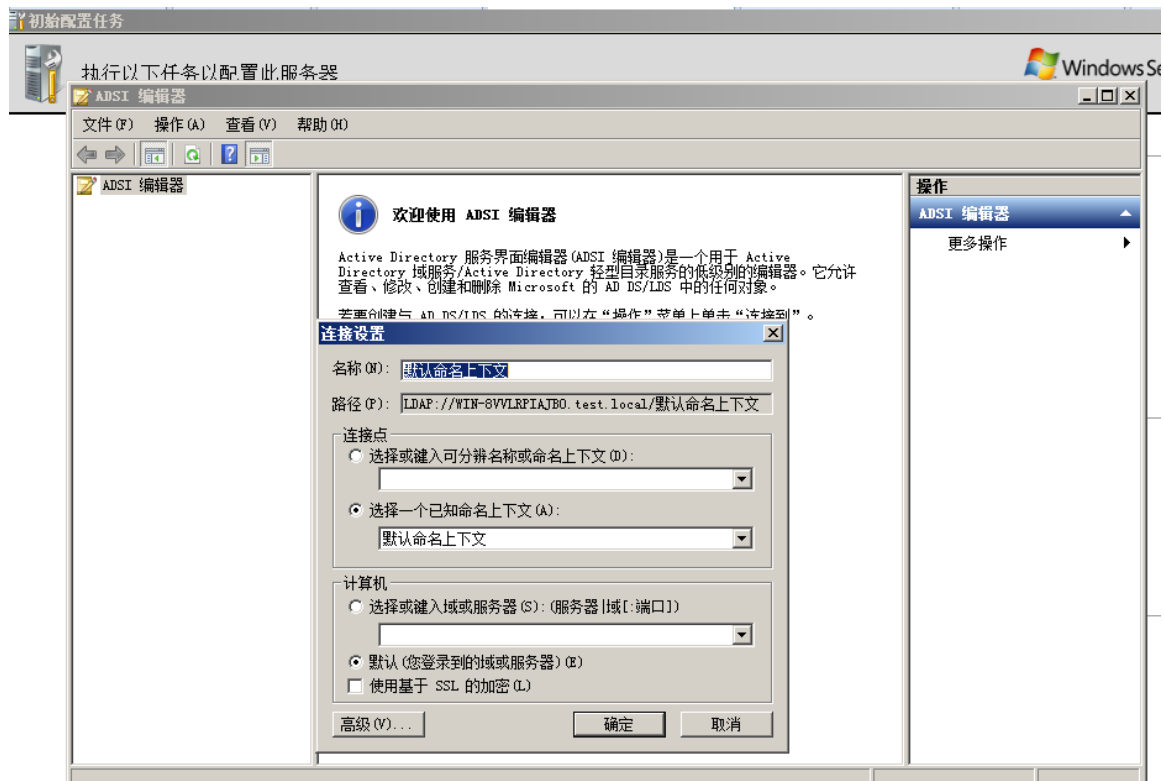 初始配置任务
执行以下任务以配置此服务器
Windows Se
ADSI 编辑器
文件(F) 操作(A) 查看(V) 帮助(H)
ADSI 编辑器
欢迎使用 ADSI 编辑器
Active Directory 服务界面编辑器(ADSI 编辑器)是一个用于 Active
Directory 域服务/Active Directory 轻型目录服务的低级别的编辑器。它允许
查看、修改、创建和删除 Microsoft 的 AD DS/LDS 中的任何对象。
若要创建与 AD DS/LDS 的连接，可以在“操作”菜单上单击“连接到”。
操作
ADSI 编辑器
更多操作
连接设置
名称(N): 默认命名上下文
路径(P): LDAP://WIN-8VVLRPIAJBO.test.local/默认命名上下文
连接点
选择或键入可分辨名称或命名上下文(D):
选择一个已知命名上下文(A):
默认命名上下文
计算机
选择或键入域或服务器(S): (服务器|域[:端口])
默认(您登录到的域或服务器)(E)
使用基于 SSL 的加密(L)
高级(V)... 确定 取消